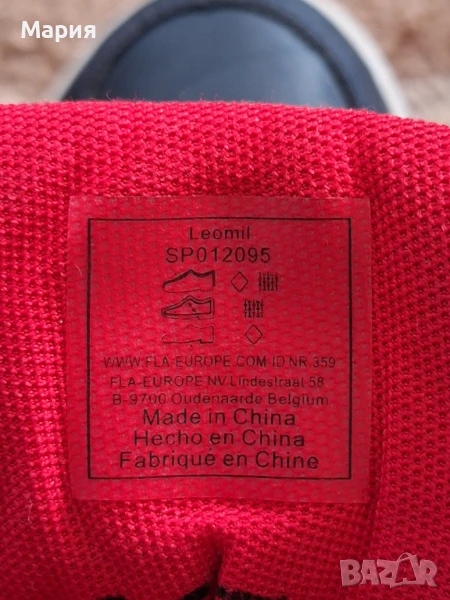 Мария
Leomil
SP012095
WWW.FLA-EUROPE.COM ID.NR.359
FLA-EUROPE NV Lindestraat 58
B-9700 Oudenaarde Belgium
Made in China
Hecho en China
Fabriqué en Chine
bazar